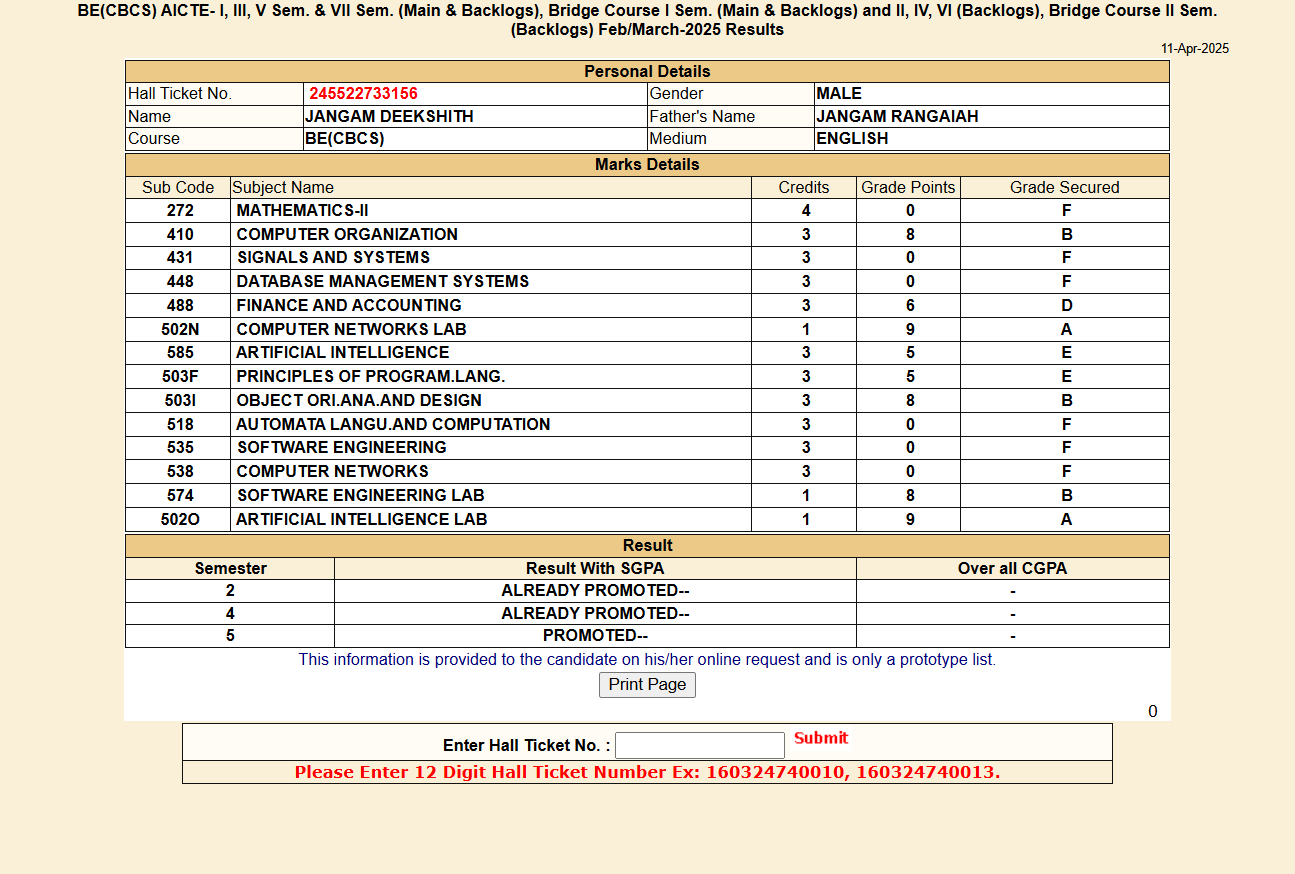 BE(CBCS) AICTE- I, III, V Sem. & VII Sem. (Main & Backlogs), Bridge Course I Sem. (Main & Backlogs) and II, IV, VI (Backlogs), Bridge Course II Sem.
(Backlogs) Feb/March-2025 Results
11-Apr-2025
Personal Details
Hall Ticket No. 245522733156 Gender MALE
Name JANGAM DEEKSHITH Father's Name JANGAM RANGAIAH
Course BE(CBCS) Medium ENGLISH
Marks Details
Sub Code Subject Name Credits Grade Points Grade Secured
272 MATHEMATICS-II 4 0 F
410 COMPUTER ORGANIZATION 3 8 B
431 SIGNALS AND SYSTEMS 3 0 F
448 DATABASE MANAGEMENT SYSTEMS 3 0 F
488 FINANCE AND ACCOUNTING 3 6 D
502N COMPUTER NETWORKS LAB 1 9 A
585 ARTIFICIAL INTELLIGENCE 3 5 E
503F PRINCIPLES OF PROGRAM.LANG. 3 5 E
503I OBJECT ORI.ANA.AND DESIGN 3 8 B
518 AUTOMATA LANGU.AND COMPUTATION 3 0 F
535 SOFTWARE ENGINEERING 3 0 F
538 COMPUTER NETWORKS 3 0 F
574 SOFTWARE ENGINEERING LAB 1 8 B
502O ARTIFICIAL INTELLIGENCE LAB 1 9 A
Result
Semester Result With SGPA Over all CGPA
2 ALREADY PROMOTED-- -
4 ALREADY PROMOTED-- -
5 PROMOTED-- -
This information is provided to the candidate on his/her online request and is only a prototype list.
Print Page
0
Enter Hall Ticket No. : Submit
Please Enter 12 Digit Hall Ticket Number Ex: 160324740010, 160324740013.